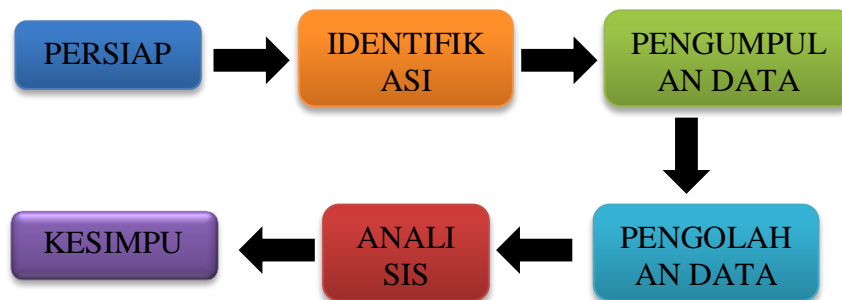 PERSIAP
IDENTIFIK
ASI
PENGUMPUL
AN DATA
PENGOLAH
AN DATA
ANALI
SIS
KESIMPU